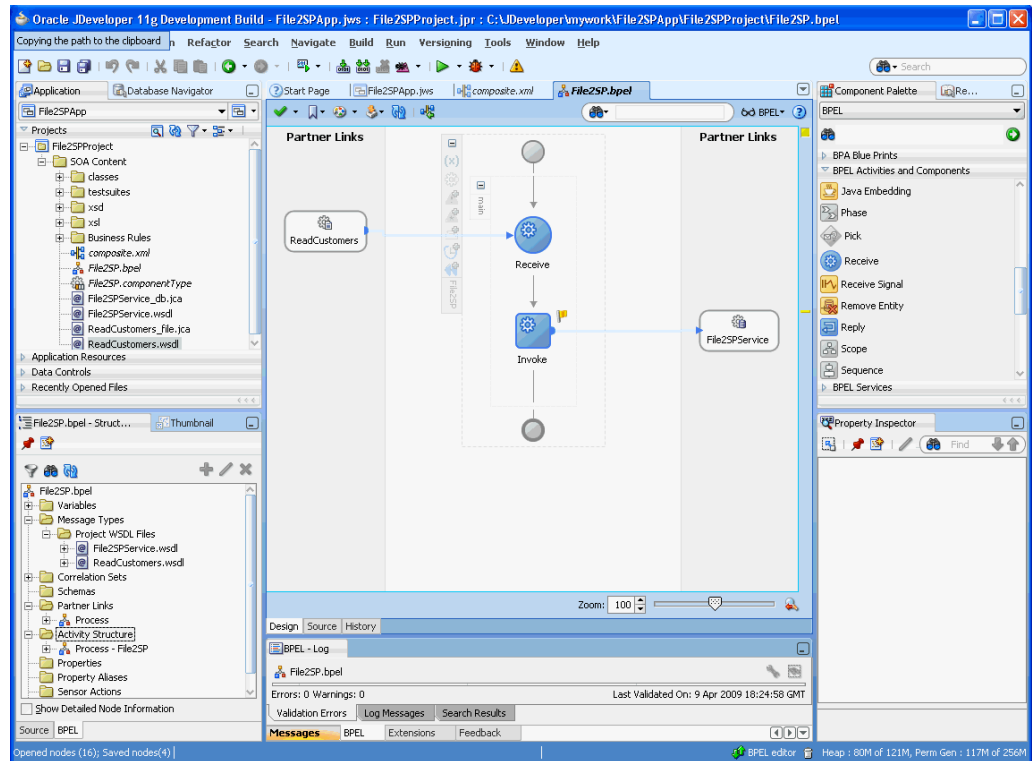 Oracle JDeveloper 11g Development Build - File2SPApp.jws : File2SPProject.jpr : C:\JDeveloper\mywork\File2SPApp\File2SPProject\File2SP.bpel
Copying the path to the clipboard n Refactor Search Navigate Build Run Versioning Tools Window Help
Search
Application Database Navigator
Start Page File2SPApp.jws composite.xml File2SP.bpel
Component Palette Re...
File2SPApp
BPEL
BPEL
Projects
File2SPProject
SOA Content
classes
testsuites
xsd
xsl
Business Rules
composite.xml
File2SP.bpel
File2SP.componentType
File2SPService_db.jca
File2SPService.wsdl
ReadCustomers_file.jca
ReadCustomers.wsdl
Application Resources
Data Controls
Recently Opened Files
Partner Links
Partner Links
(x)
main
ReadCustomers
Receive
File2SP
Invoke
File2SPService
BPA Blue Prints
BPEL Activities and Components
Java Embedding
Phase
Pick
Receive
Receive Signal
Remove Entity
Reply
Scope
Sequence
BPEL Services
File2SP.bpel - Struct... Thumbnail
File2SP.bpel
Variables
Message Types
Project WSDL Files
File2SPService.wsdl
ReadCustomers.wsdl
Correlation Sets
Schemas
Partner Links
Process
Activity Structure
Process - File2SP
Properties
Property Aliases
Sensor Actions
Show Detailed Node Information
Source BPEL
Zoom: 100
Design Source History
BPEL - Log
File2SP.bpel
Errors: 0 Warnings: 0 Last Validated On: 9 Apr 2009 18:24:58 GMT
Validation Errors Log Messages Search Results
Messages BPEL Extensions Feedback
Property Inspector
Find
Opened nodes (16); Saved nodes(4)
BPEL editor
Heap : 80M of 121M, Perm Gen : 117M of 256M